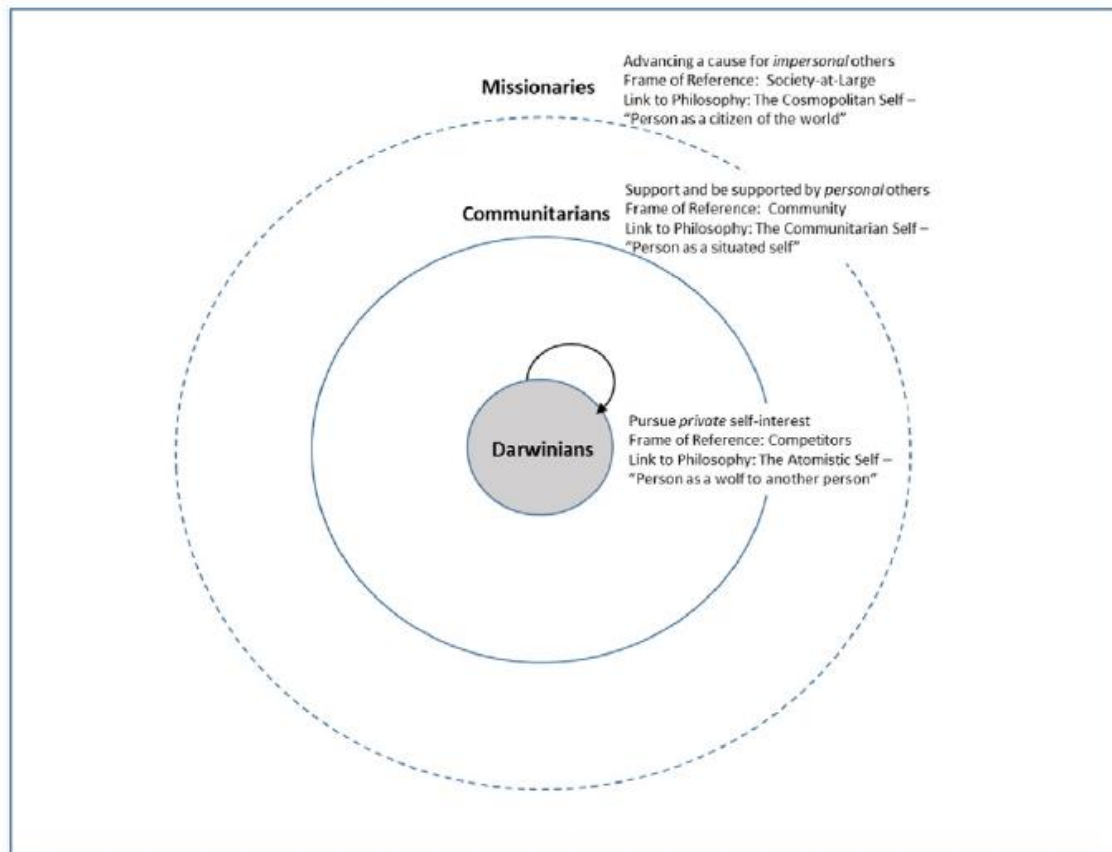 Missionaries
Advancing a cause for impersonal others
Frame of Reference: Society-at-Large
Link to Philosophy: The Cosmopolitan Self –
“Person as a citizen of the world”
Communitarians
Support and be supported by personal others
Frame of Reference: Community
Link to Philosophy: The Communitarian Self –
“Person as a situated self”
Darwinians
Pursue private self-interest
Frame of Reference: Competitors
Link to Philosophy: The Atomistic Self –
“Person as a wolf to another person”